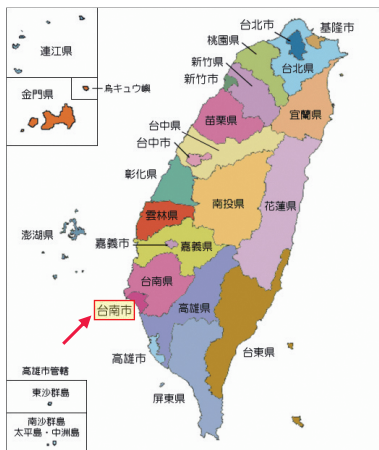 連江県
金門県
烏キュウ嶼
澎湖県
台北市
基隆市
桃園県
台北県
新竹県
新竹市
宜蘭県
苗栗県
台中県
台中市
彰化県
南投県
花蓮県
雲林県
嘉義市
嘉義県
台南県
台南市
高雄県
台東県
高雄市
屏東県
高雄市管轄
東沙群島
南沙群島
太平島・中洲島